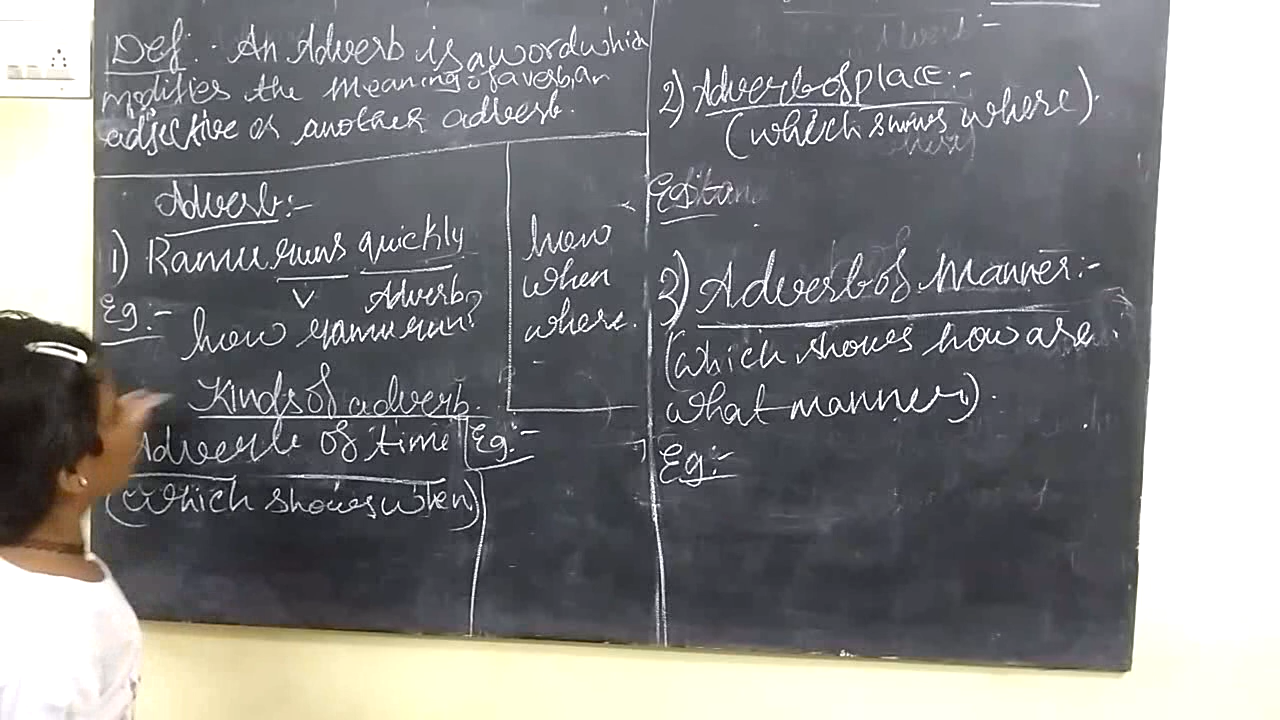 Def:- An Adverb is a word which
modifies the meaning of a verb, an
adjective or another adverb.
Adverb:-
1) Ramu runs quickly
V Adverb
Eg:- how ramu run?
how
when
where.
Kinds of adverb.
Adverb of time Eg:-
(which shows when)
2) Adverb of place:-
(which shows where).
Eg:
3) Adverb of Manner:-
(which shows how are
what manner).
Eg:-